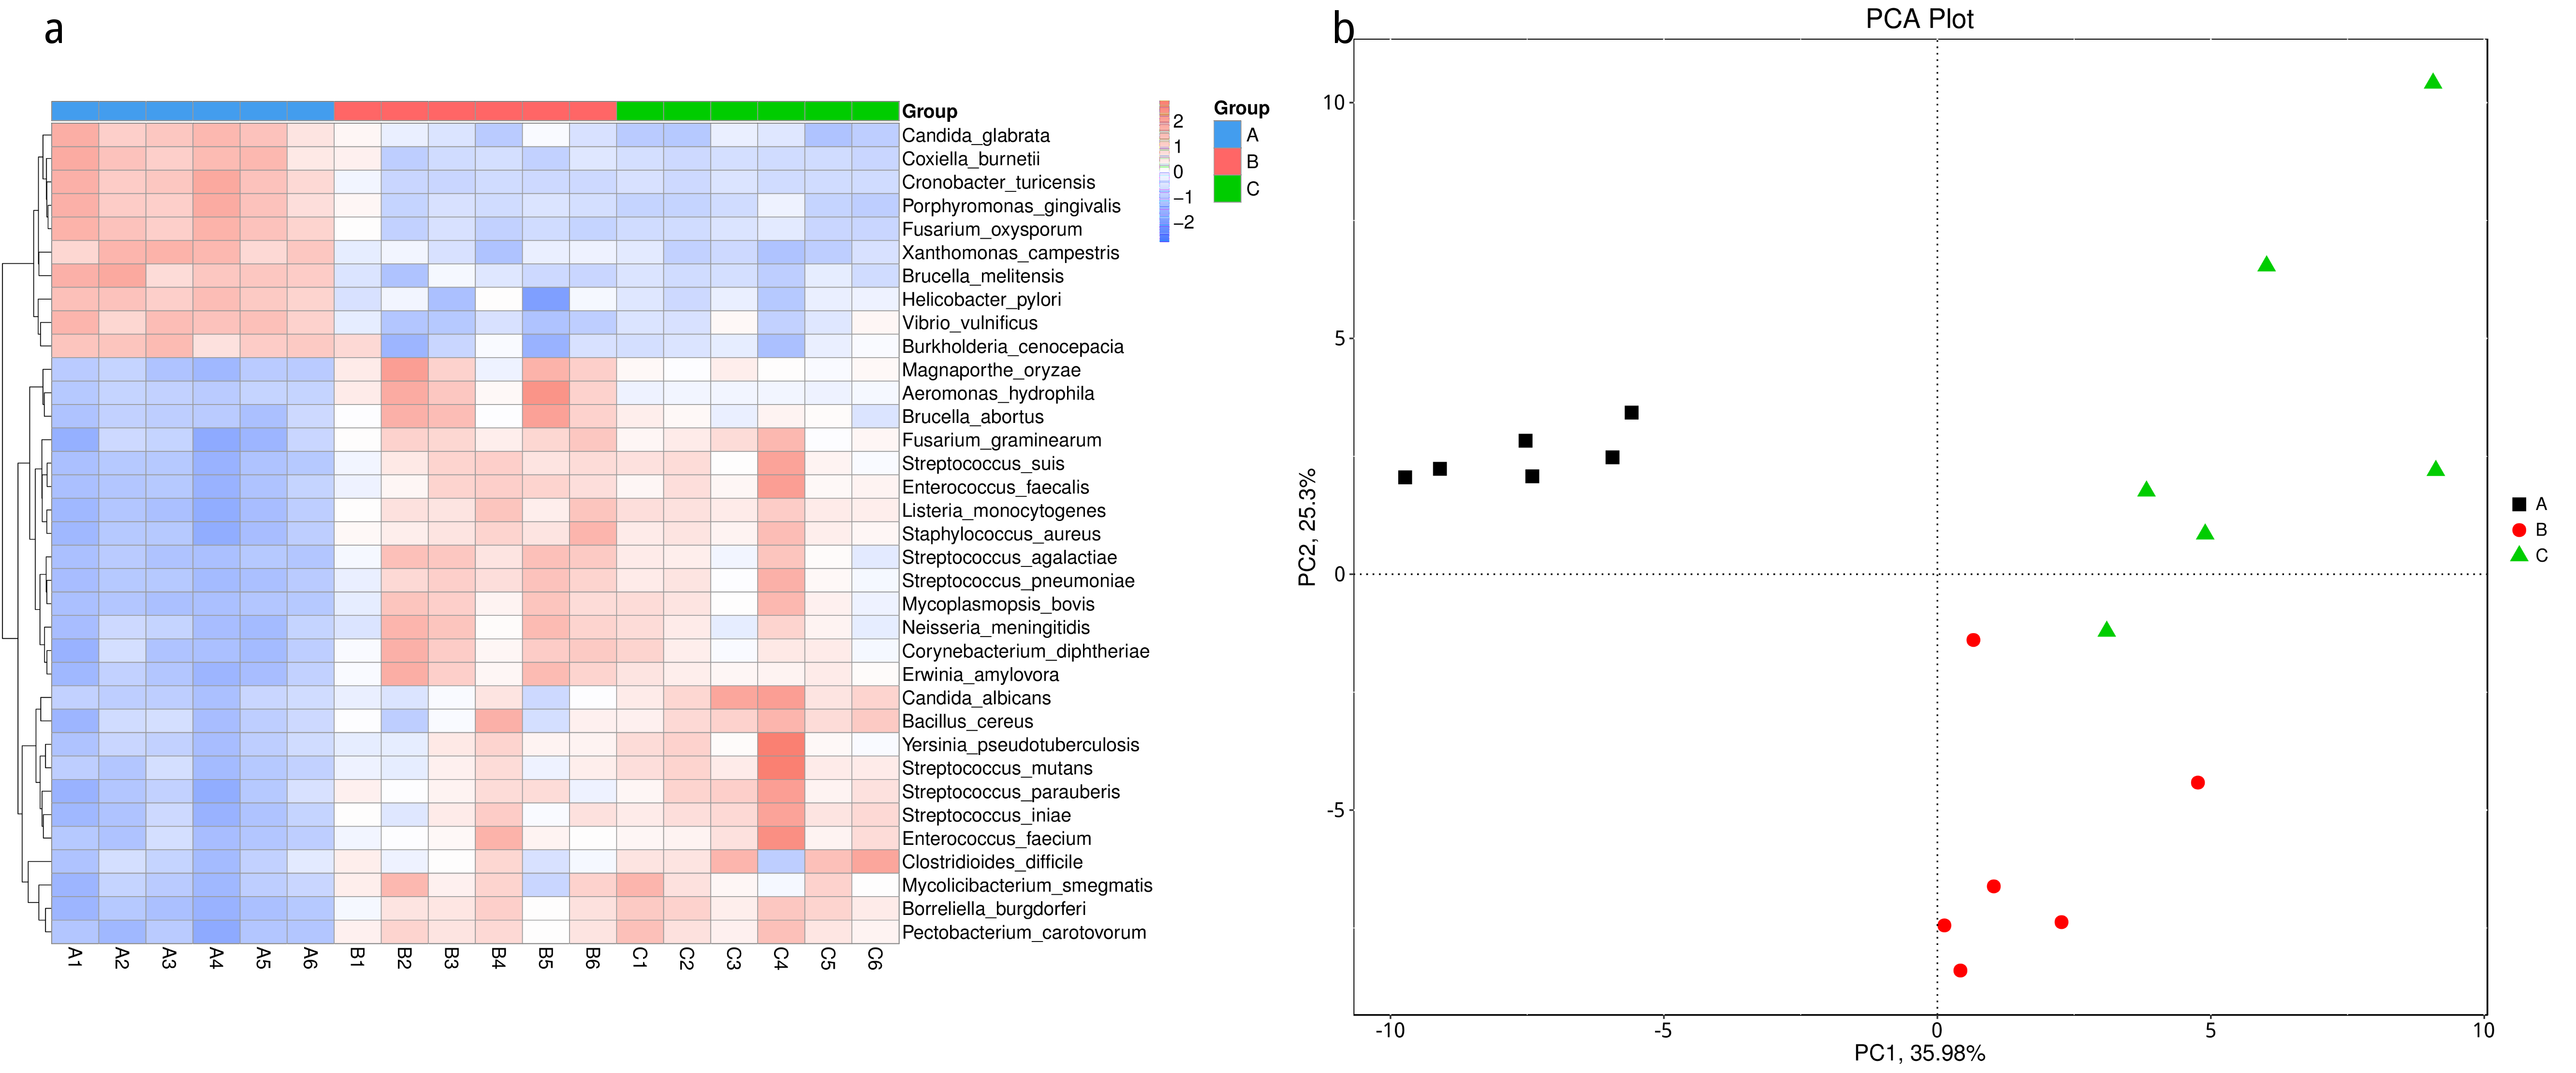 a
Group
Candida_glabrata
Coxiella_burnetii
Cronobacter_turicensis
Porphyromonas_gingivalis
Fusarium_oxysporum
Xanthomonas_campestris
Brucella_melitensis
Helicobacter_pylori
Vibrio_vulnificus
Burkholderia_cenocepacia
Magnaporthe_oryzae
Aeromonas_hydrophila
Brucella_abortus
Fusarium_graminearum
Streptococcus_suis
Enterococcus_faecalis
Listeria_monocytogenes
Staphylococcus_aureus
Streptococcus_agalactiae
Streptococcus_pneumoniae
Mycoplasmopsis_bovis
Neisseria_meningitidis
Corynebacterium_diphtheriae
Erwinia_amylovora
Candida_albicans
Bacillus_cereus
Yersinia_pseudotuberculosis
Streptococcus_mutans
Streptococcus_parauberis
Streptococcus_iniae
Enterococcus_faecium
Clostridioides_difficile
Mycolicibacterium_smegmatis
Borreliella_burgdorferi
Pectobacterium_carotovorum
A1 A2 A3 A4 A5 A6 B1 B2 B3 B4 B5 B6 C1 C2 C3 C4 C5 C6
2
1
0
−1
−2
Group
A
B
C
b
PCA Plot
10
5
0
-5
PC2, 25.3%
-10 -5 0 5 10
PC1, 35.98%
A
B
C